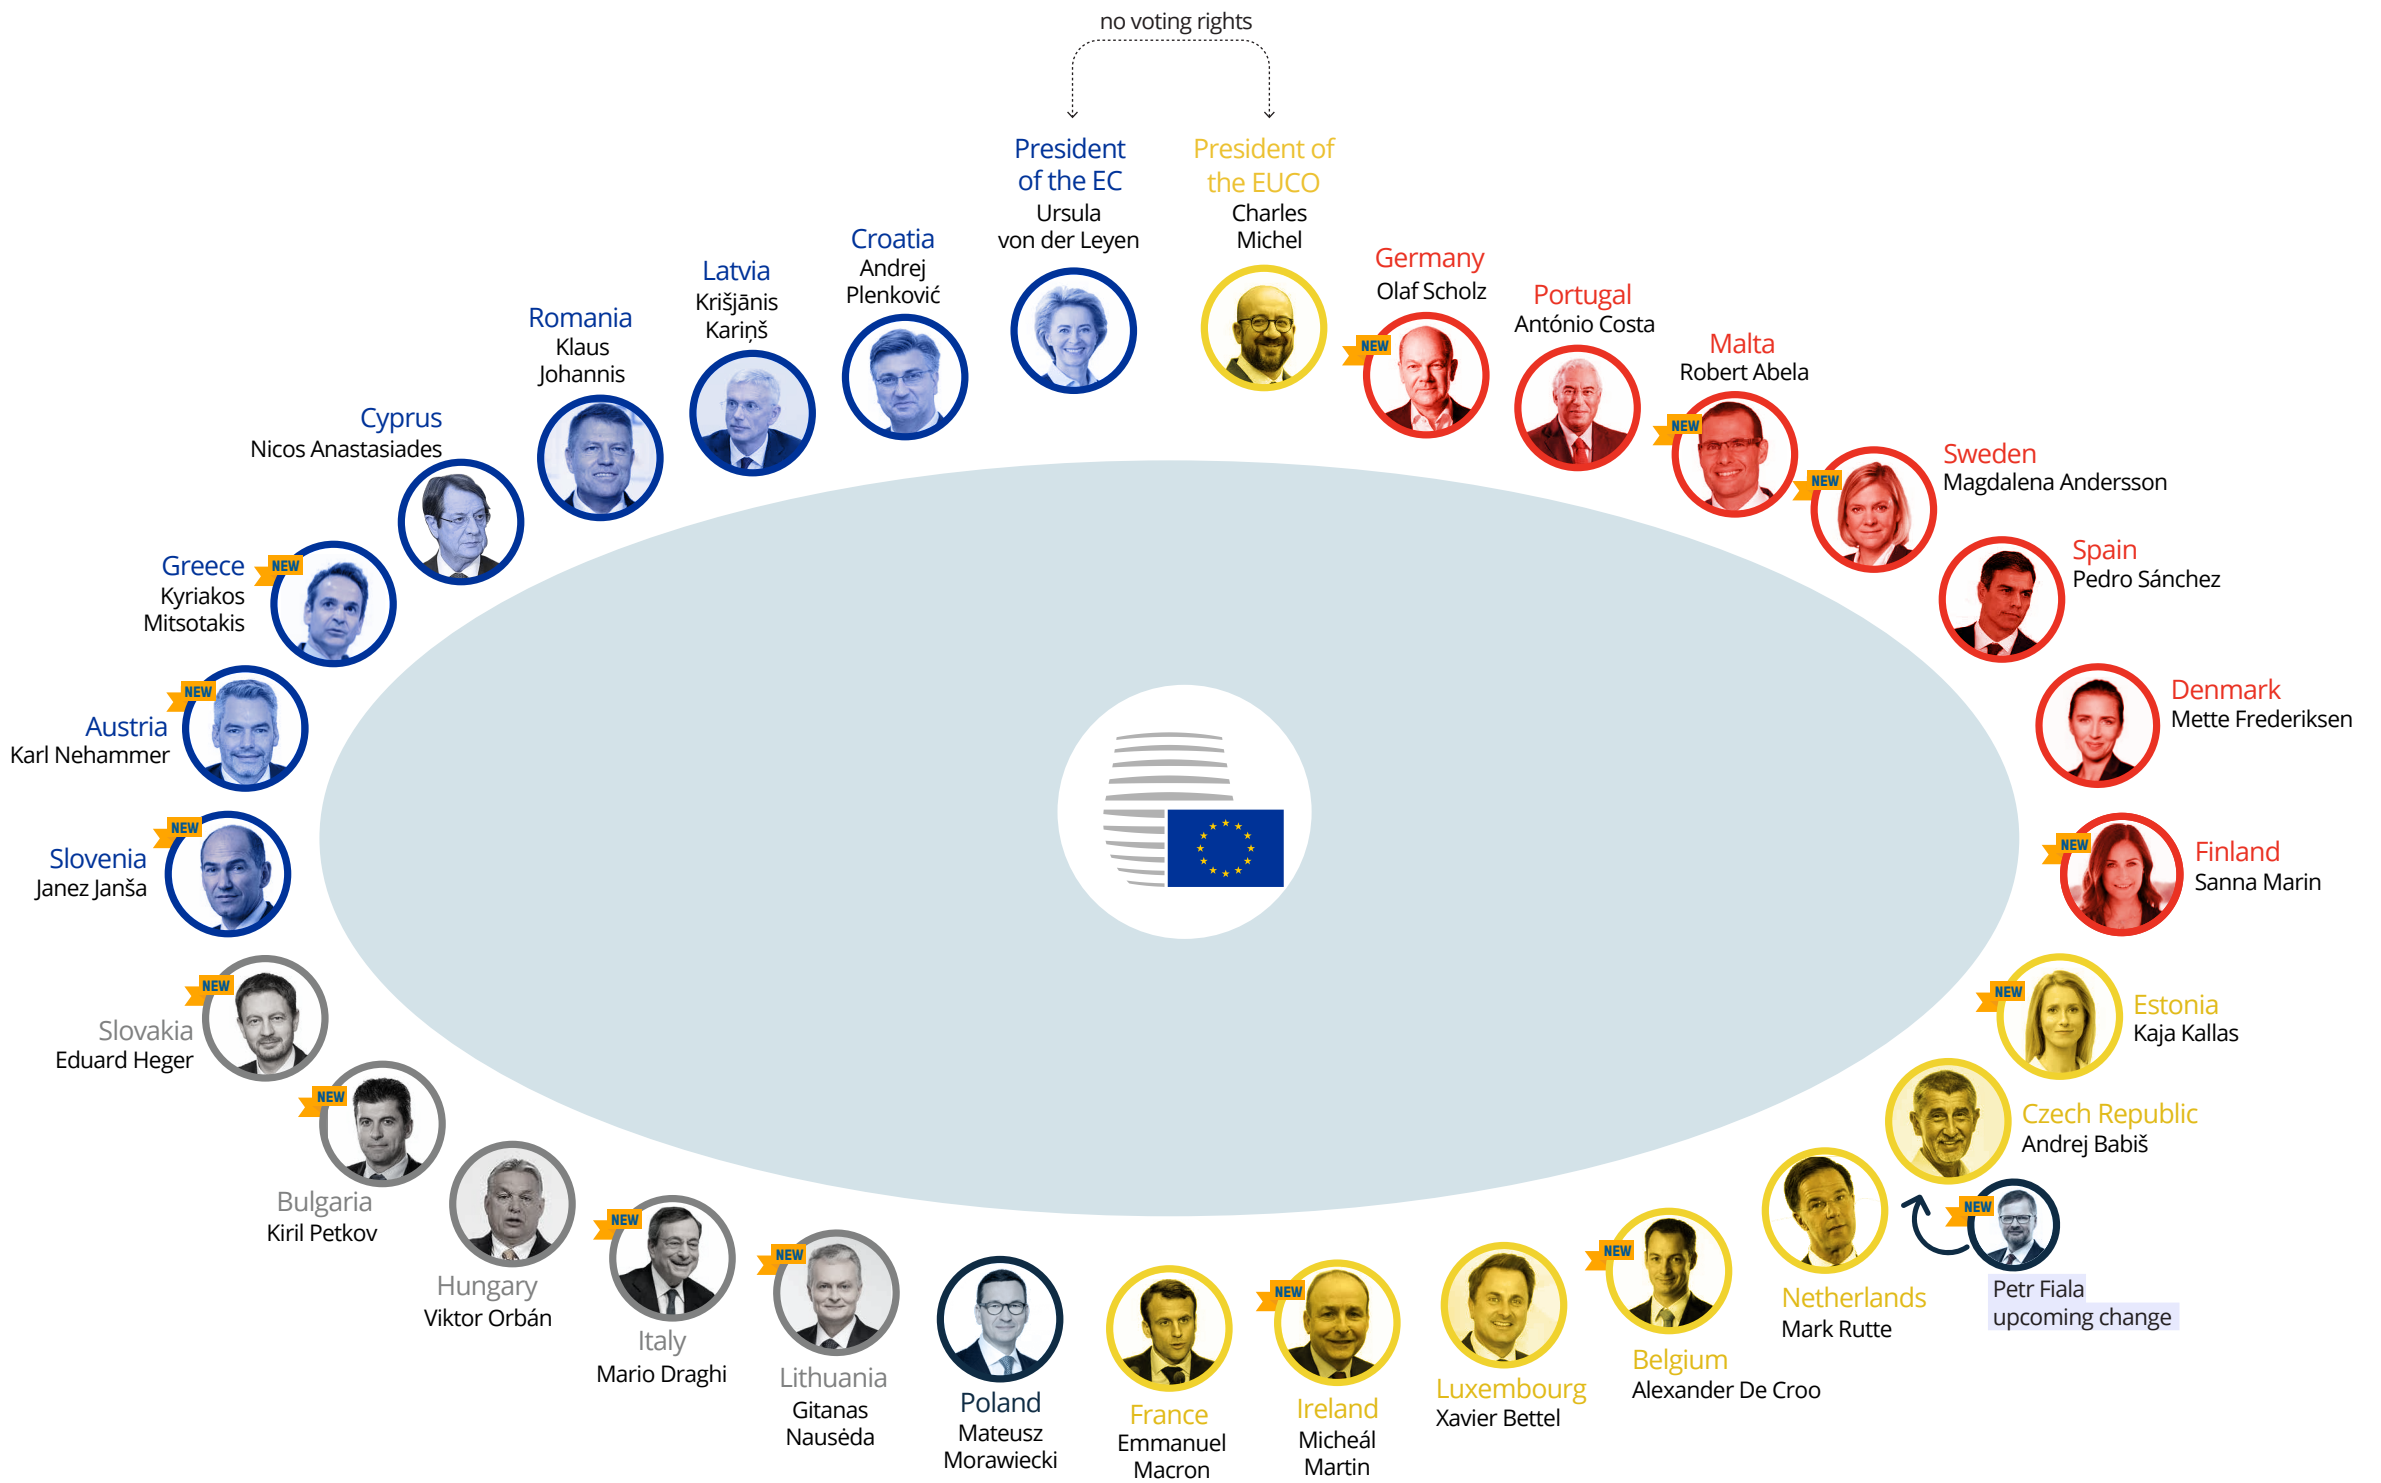 no voting rights
President
of the EC
Ursula
von der Leyen
President of
the EUCO
Charles
Michel
Germany
Olaf Scholz
NEW
Portugal
António Costa
Malta
Robert Abela
NEW
Sweden
Magdalena Andersson
NEW
Spain
Pedro Sánchez
Denmark
Mette Frederiksen
Finland
Sanna Marin
NEW
Estonia
Kaja Kallas
NEW
Czech Republic
Andrej Babiš
NEW
Petr Fiala
upcoming change
Netherlands
Mark Rutte
Belgium
Alexander De Croo
NEW
Luxembourg
Xavier Bettel
Ireland
Micheál
Martin
NEW
France
Emmanuel
Macron
Poland
Mateusz
Morawiecki
Lithuania
Gitanas
Nausėda
NEW
Italy
Mario Draghi
NEW
Hungary
Viktor Orbán
Bulgaria
Kiril Petkov
NEW
Slovakia
Eduard Heger
NEW
Slovenia
Janez Janša
NEW
Austria
Karl Nehammer
NEW
Greece
Kyriakos
Mitsotakis
NEW
Cyprus
Nicos Anastasiades
Romania
Klaus
Johannis
Latvia
Krišjānis
Kariņš
Croatia
Andrej
Plenković